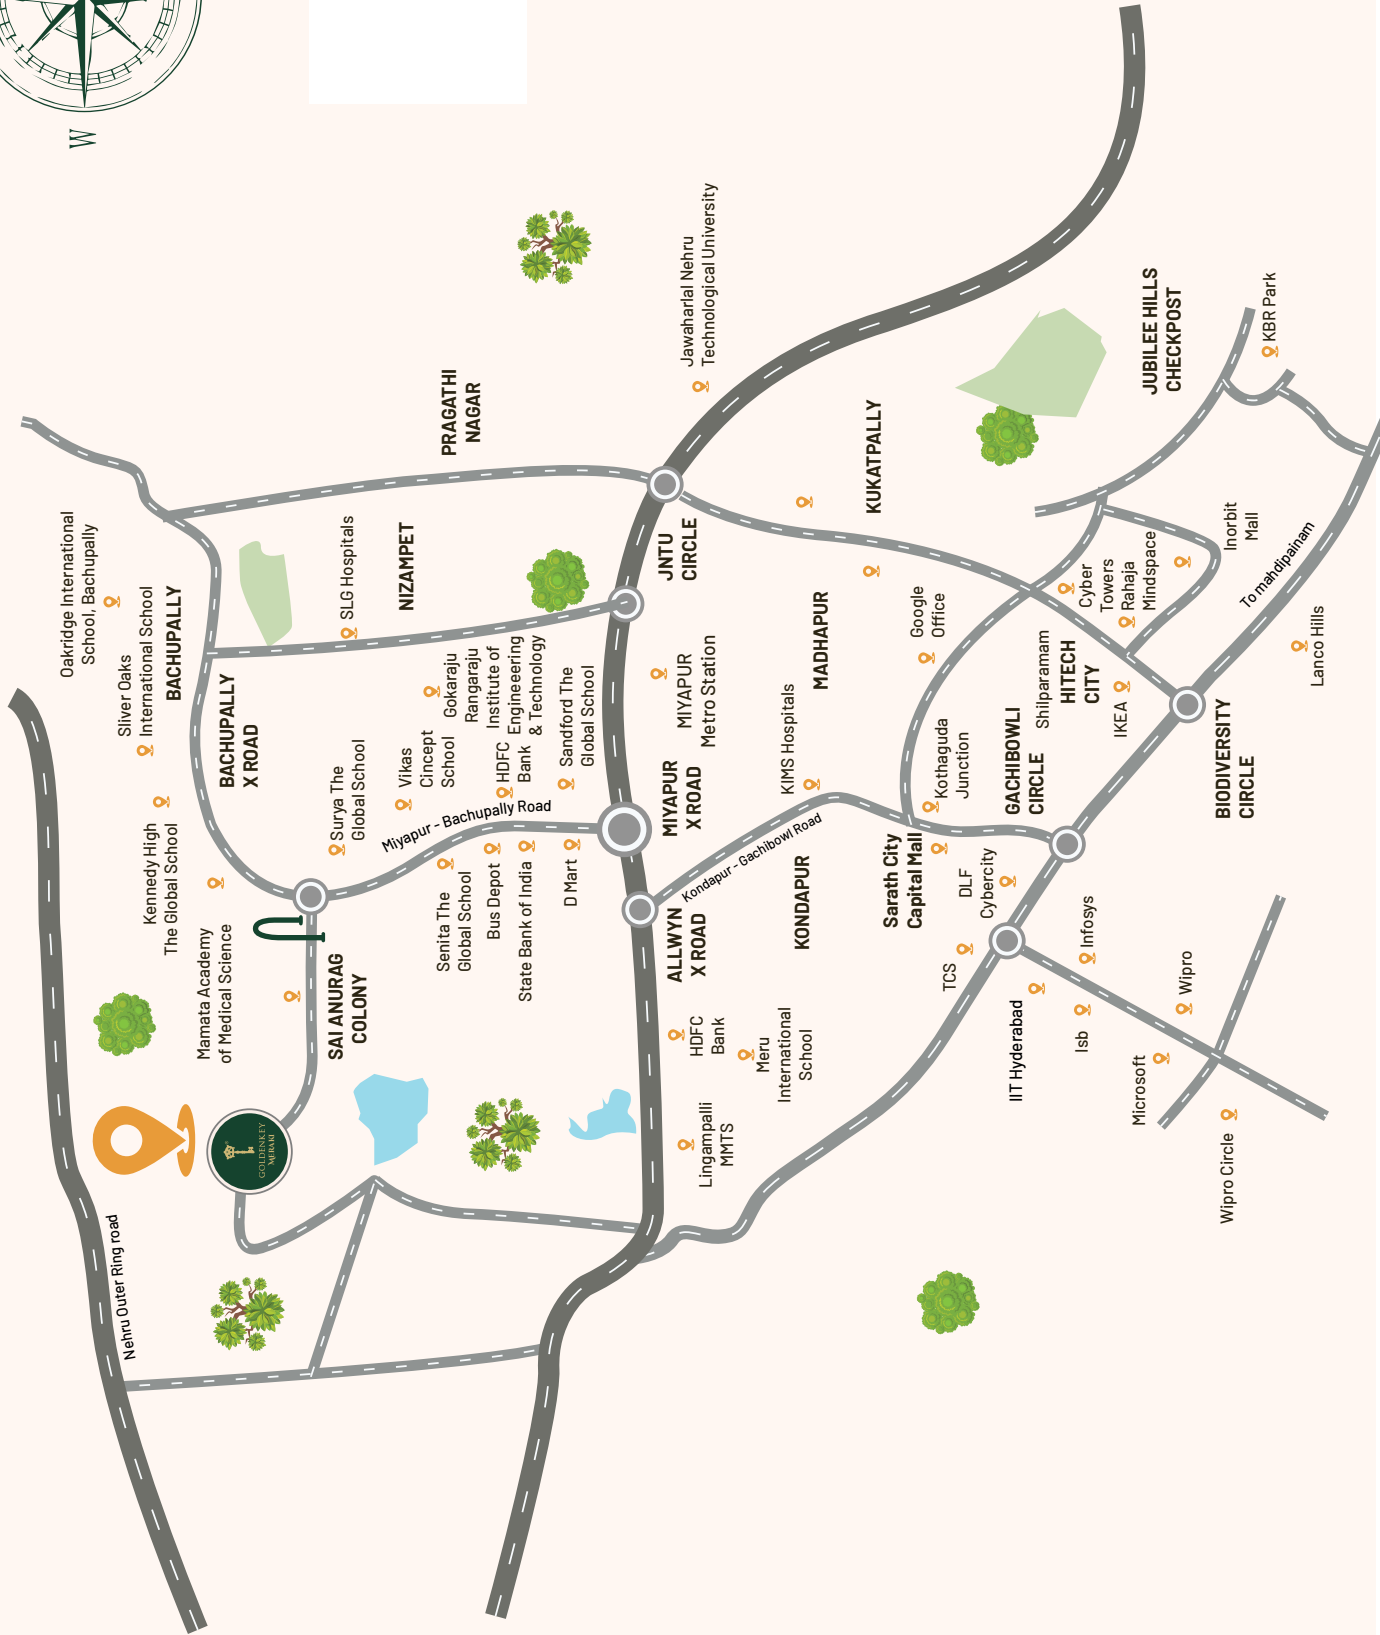 W
Nehru Outer Ring road
GOLDENKEY
MERAKI
Mamata Academy
of Medical Science
Kennedy High
The Global School
Sliver Oaks
International School
Oakridge International
School, Bachupally
BACHUPALLY
BACHUPALLY
X ROAD
SAI ANURAG
COLONY
Surya The
Global School
SLG Hospitals
NIZAMPET
PRAGATHI
NAGAR
Vikas
Cincept
School
Gokaraju
Rangaraju
Institute of
Engineering
& Technology
Miyapur - Bachupally Road
Senita The
Global School
Bus Depot
State Bank of India
D Mart
HDFC
Bank
Sandford The
Global School
MIYAPUR
X ROAD
ALLWYN
X ROAD
MIYAPUR
Metro Station
JNTU
CIRCLE
Jawaharlal Nehru
Technological University
Lingampalli
MMTS
HDFC
Bank
Meru
International
School
Kondapur - Gachibowl Road
KONDAPUR
KIMS Hospitals
MADHAPUR
KUKATPALLY
Sarath City
Capital Mall
Kothaguda
Junction
Google
Office
TCS
DLF
Cybercity
GACHIBOWLI
CIRCLE
Shilparamam
HITECH
CITY
Cyber
Towers
Raheja
Mindspace
JUBILEE HILLS
CHECKPOST
IIT Hyderabad
Isb
Infosys
IKEA
Microsoft
Wipro
Wipro Circle
BIODIVERSITY
CIRCLE
Inorbit
Mall
KBR Park
To mahdipainam
Lanco Hills